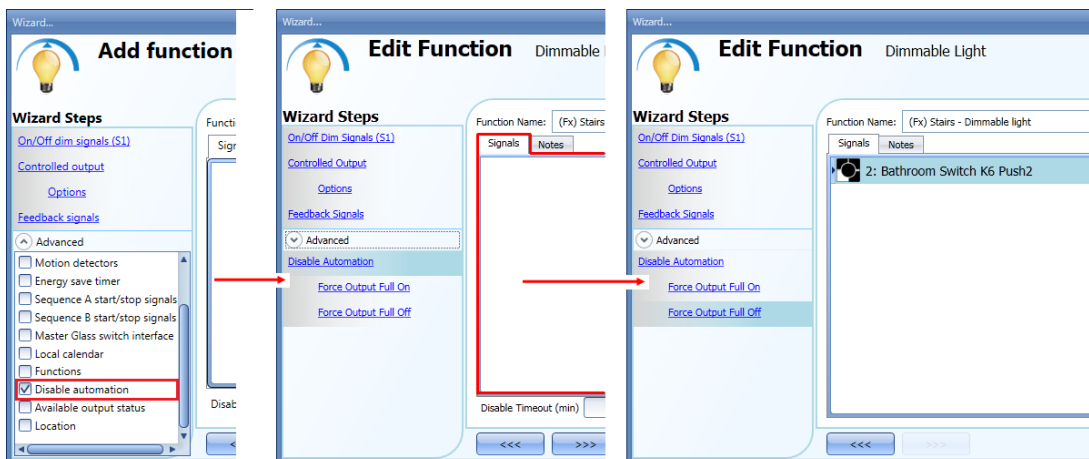 Wizard...
Add function
Wizard Steps
On/Off dim signals (S1)
Controlled output
Options
Feedback signals
Advanced
Motion detectors
Energy save timer
Sequence A start/stop signals
Sequence B start/stop signals
Master Glass switch interface
Local calendar
Functions
Disable automation
Available output status
Location
Wizard...
Edit Function Dimmable
Wizard Steps
On/Off Dim Signals (S1)
Controlled Output
Options
Feedback Signals
Advanced
Disable Automation
Force Output Full On
Force Output Full Off
Function Name: (Fx) Stairs
Signals Notes
Disable Timeout (min)
<<< >>>
Wizard...
Edit Function Dimmable Light
Wizard Steps
On/Off Dim Signals (S1)
Controlled Output
Options
Feedback Signals
Advanced
Disable Automation
Force Output Full On
Force Output Full Off
Function Name: (Fx) Stairs - Dimmable light
Signals Notes
2: Bathroom Switch K6 Push2
<<< >>>